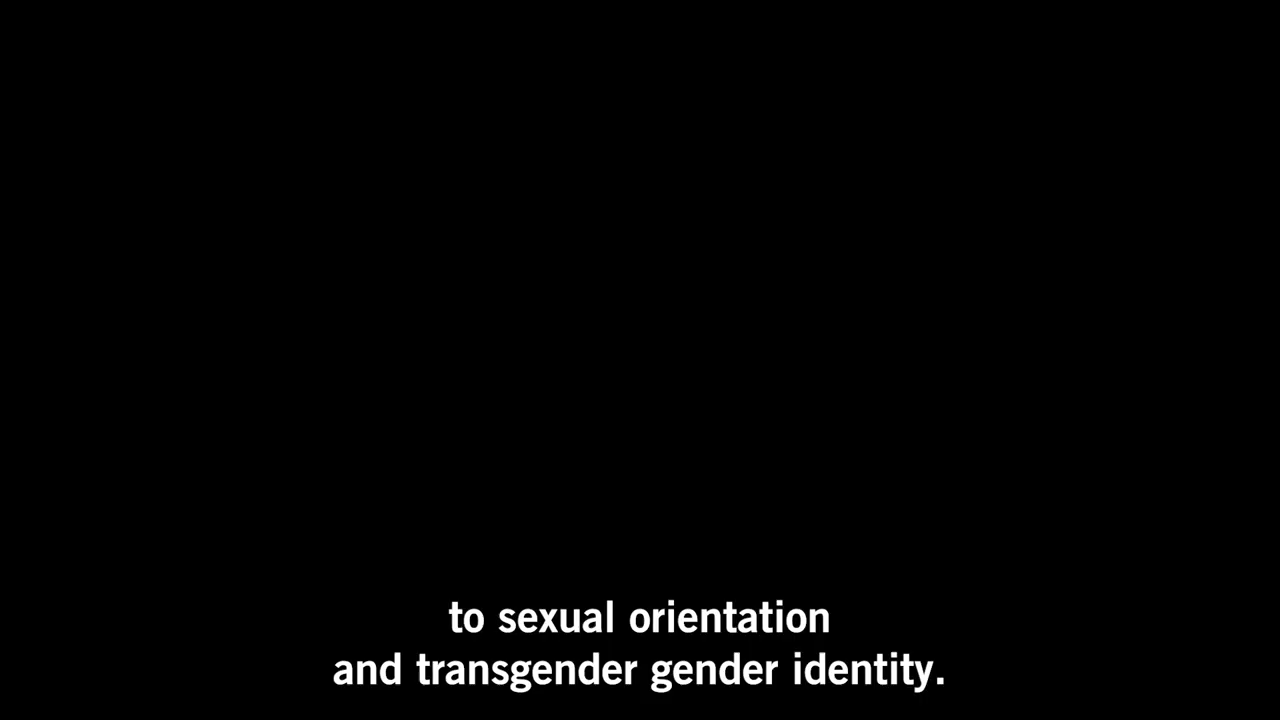 to sexual orientation
and transgender gender identity.